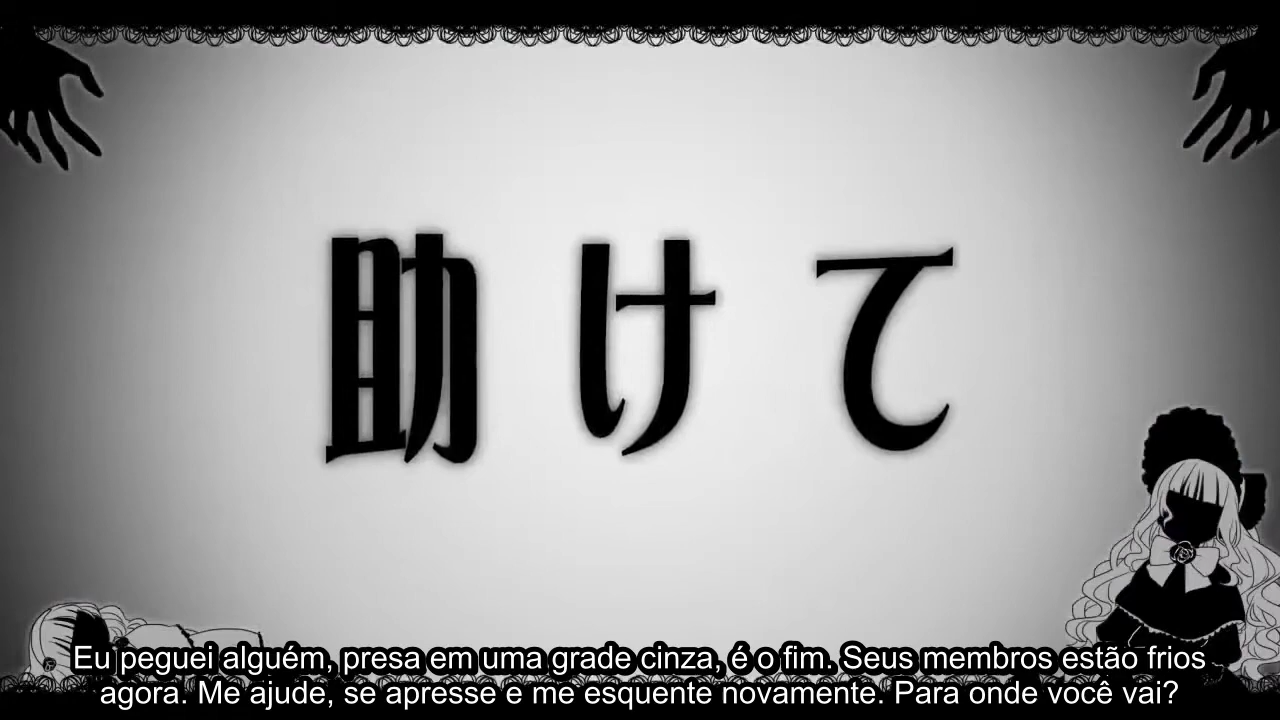 助けて
Eu peguei alguém, presa em uma grade cinza, é o fim. Seus membros estão frios
agora. Me ajude, se apresse e me esquente novamente. Para onde você vai?